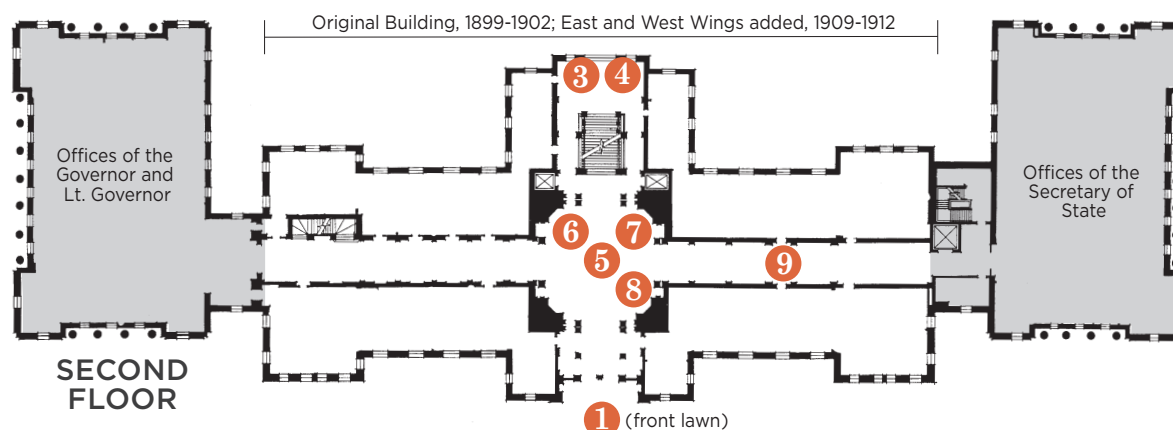 Original Building, 1899-1902; East and West Wings added, 1909-1912
3
4
Offices of the
Governor and
Lt. Governor
Offices of the
Secretary of
State
6
7
5
9
8
SECOND
FLOOR
1 (front lawn)